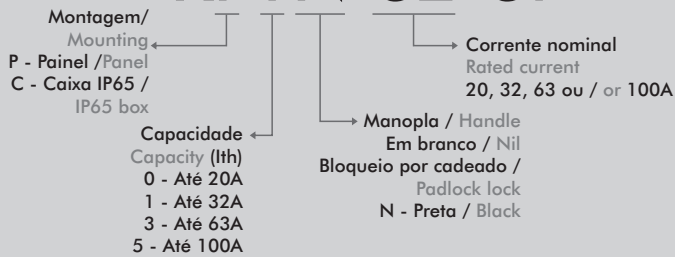 Montagem/
Mounting
P - Painel /Panel
C - Caixa IP65 /
IP65 box
Capacidade
Capacity (Ith)
0 - Até 20A
1 - Até 32A
3 - Até 63A
5 - Até 100A
Manopla / Handle
Em branco / Nil
Bloqueio por cadeado /
Padlock lock
N - Preta / Black
Corrente nominal
Rated current
20, 32, 63 ou / or 100A